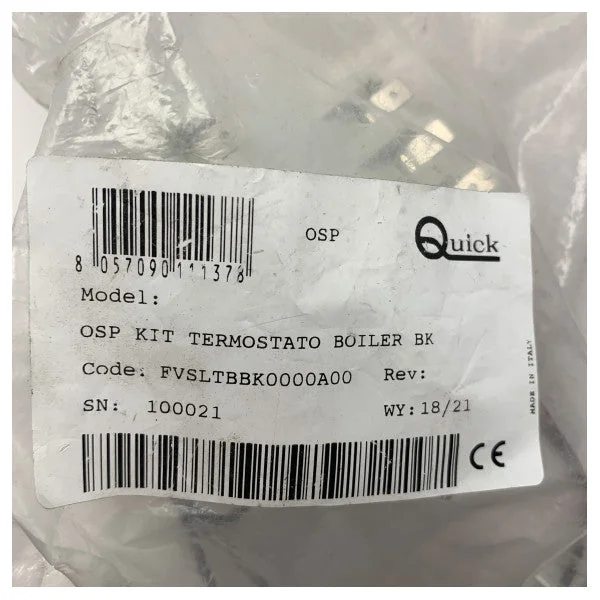 OSP
Quick
8 057090 111378
Model:
OSP KIT TERMOSTATO BOILER BK
Code: FVSLTBBK0000A00 Rev:
SN: 100021 WY: 18/21
MADE IN ITALY
CE